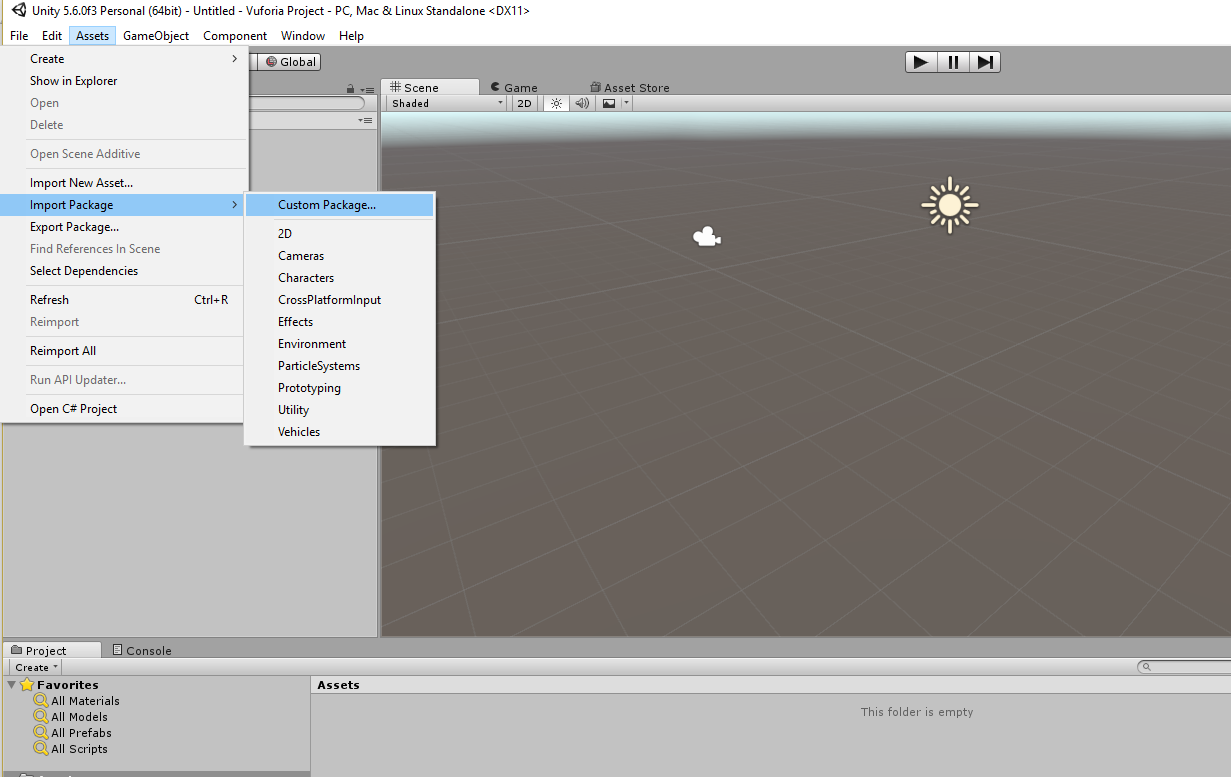 Unity 5.6.0f3 Personal (64bit) - Untitled - Vuforia Project - PC, Mac & Linux Standalone <DX11>
File Edit Assets GameObject Component Window Help
Global
Create
Show in Explorer
Open
Delete
Open Scene Additive
Import New Asset...
Import Package
Export Package...
Find References In Scene
Select Dependencies
Refresh Ctrl+R
Reimport
Reimport All
Run API Updater...
Open C# Project
Custom Package...
2D
Cameras
Characters
CrossPlatformInput
Effects
Environment
ParticleSystems
Prototyping
Utility
Vehicles
Scene Game Asset Store
Shaded 2D
Project Console
Create
Favorites
All Materials
All Models
All Prefabs
All Scripts
Assets
This folder is empty